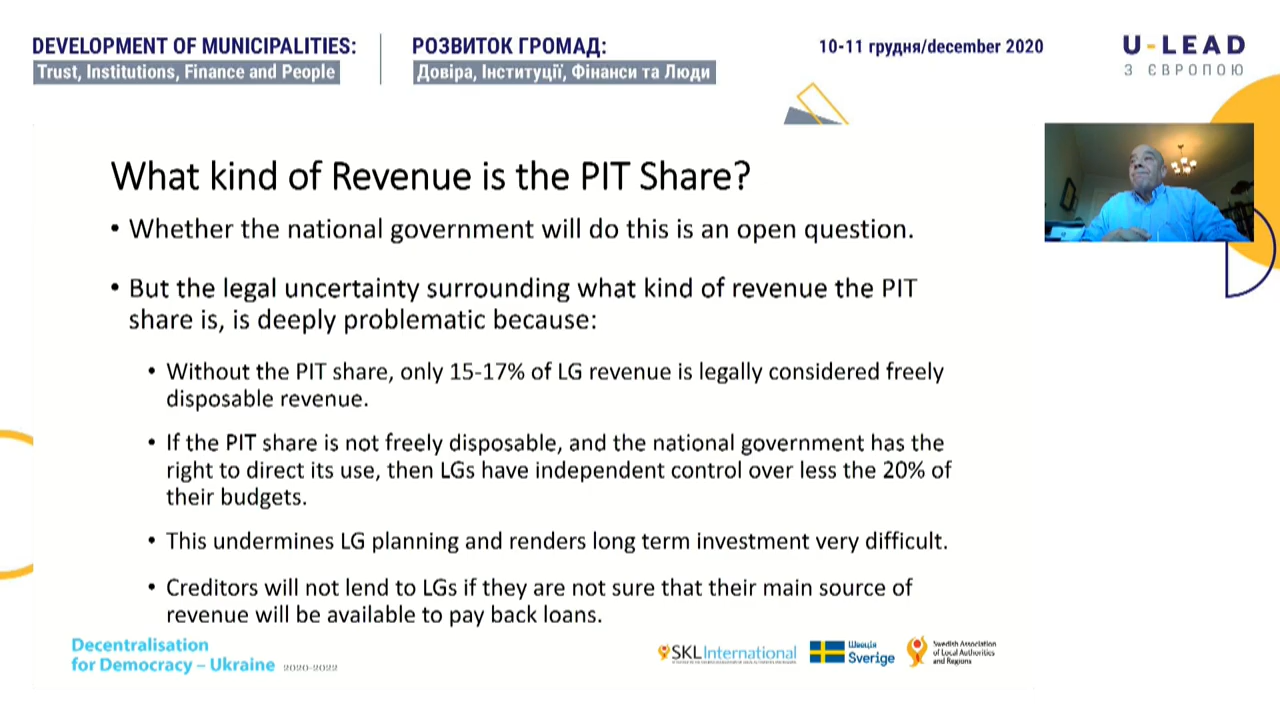 DEVELOPMENT OF MUNICIPALITIES:
Trust, Institutions, Finance and People
РОЗВИТОК ГРОМАД:
Довіра, Інституції, Фінанси та Люди
10-11 грудня/december 2020
U-LEAD
З ЄВРОПОЮ
What kind of Revenue is the PIT Share?
• Whether the national government will do this is an open question.
• But the legal uncertainty surrounding what kind of revenue the PIT
share is, is deeply problematic because:
• Without the PIT share, only 15-17% of LG revenue is legally considered freely
disposable revenue.
• If the PIT share is not freely disposable, and the national government has the
right to direct its use, then LGs have independent control over less the 20% of
their budgets.
• This undermines LG planning and renders long term investment very difficult.
• Creditors will not lend to LGs if they are not sure that their main source of
revenue will be available to pay back loans.
Decentralisation
for Democracy – Ukraine 2020-2022
SKL International
Швеція
Sverige
Swedish Association
of Local Authorities
and Regions